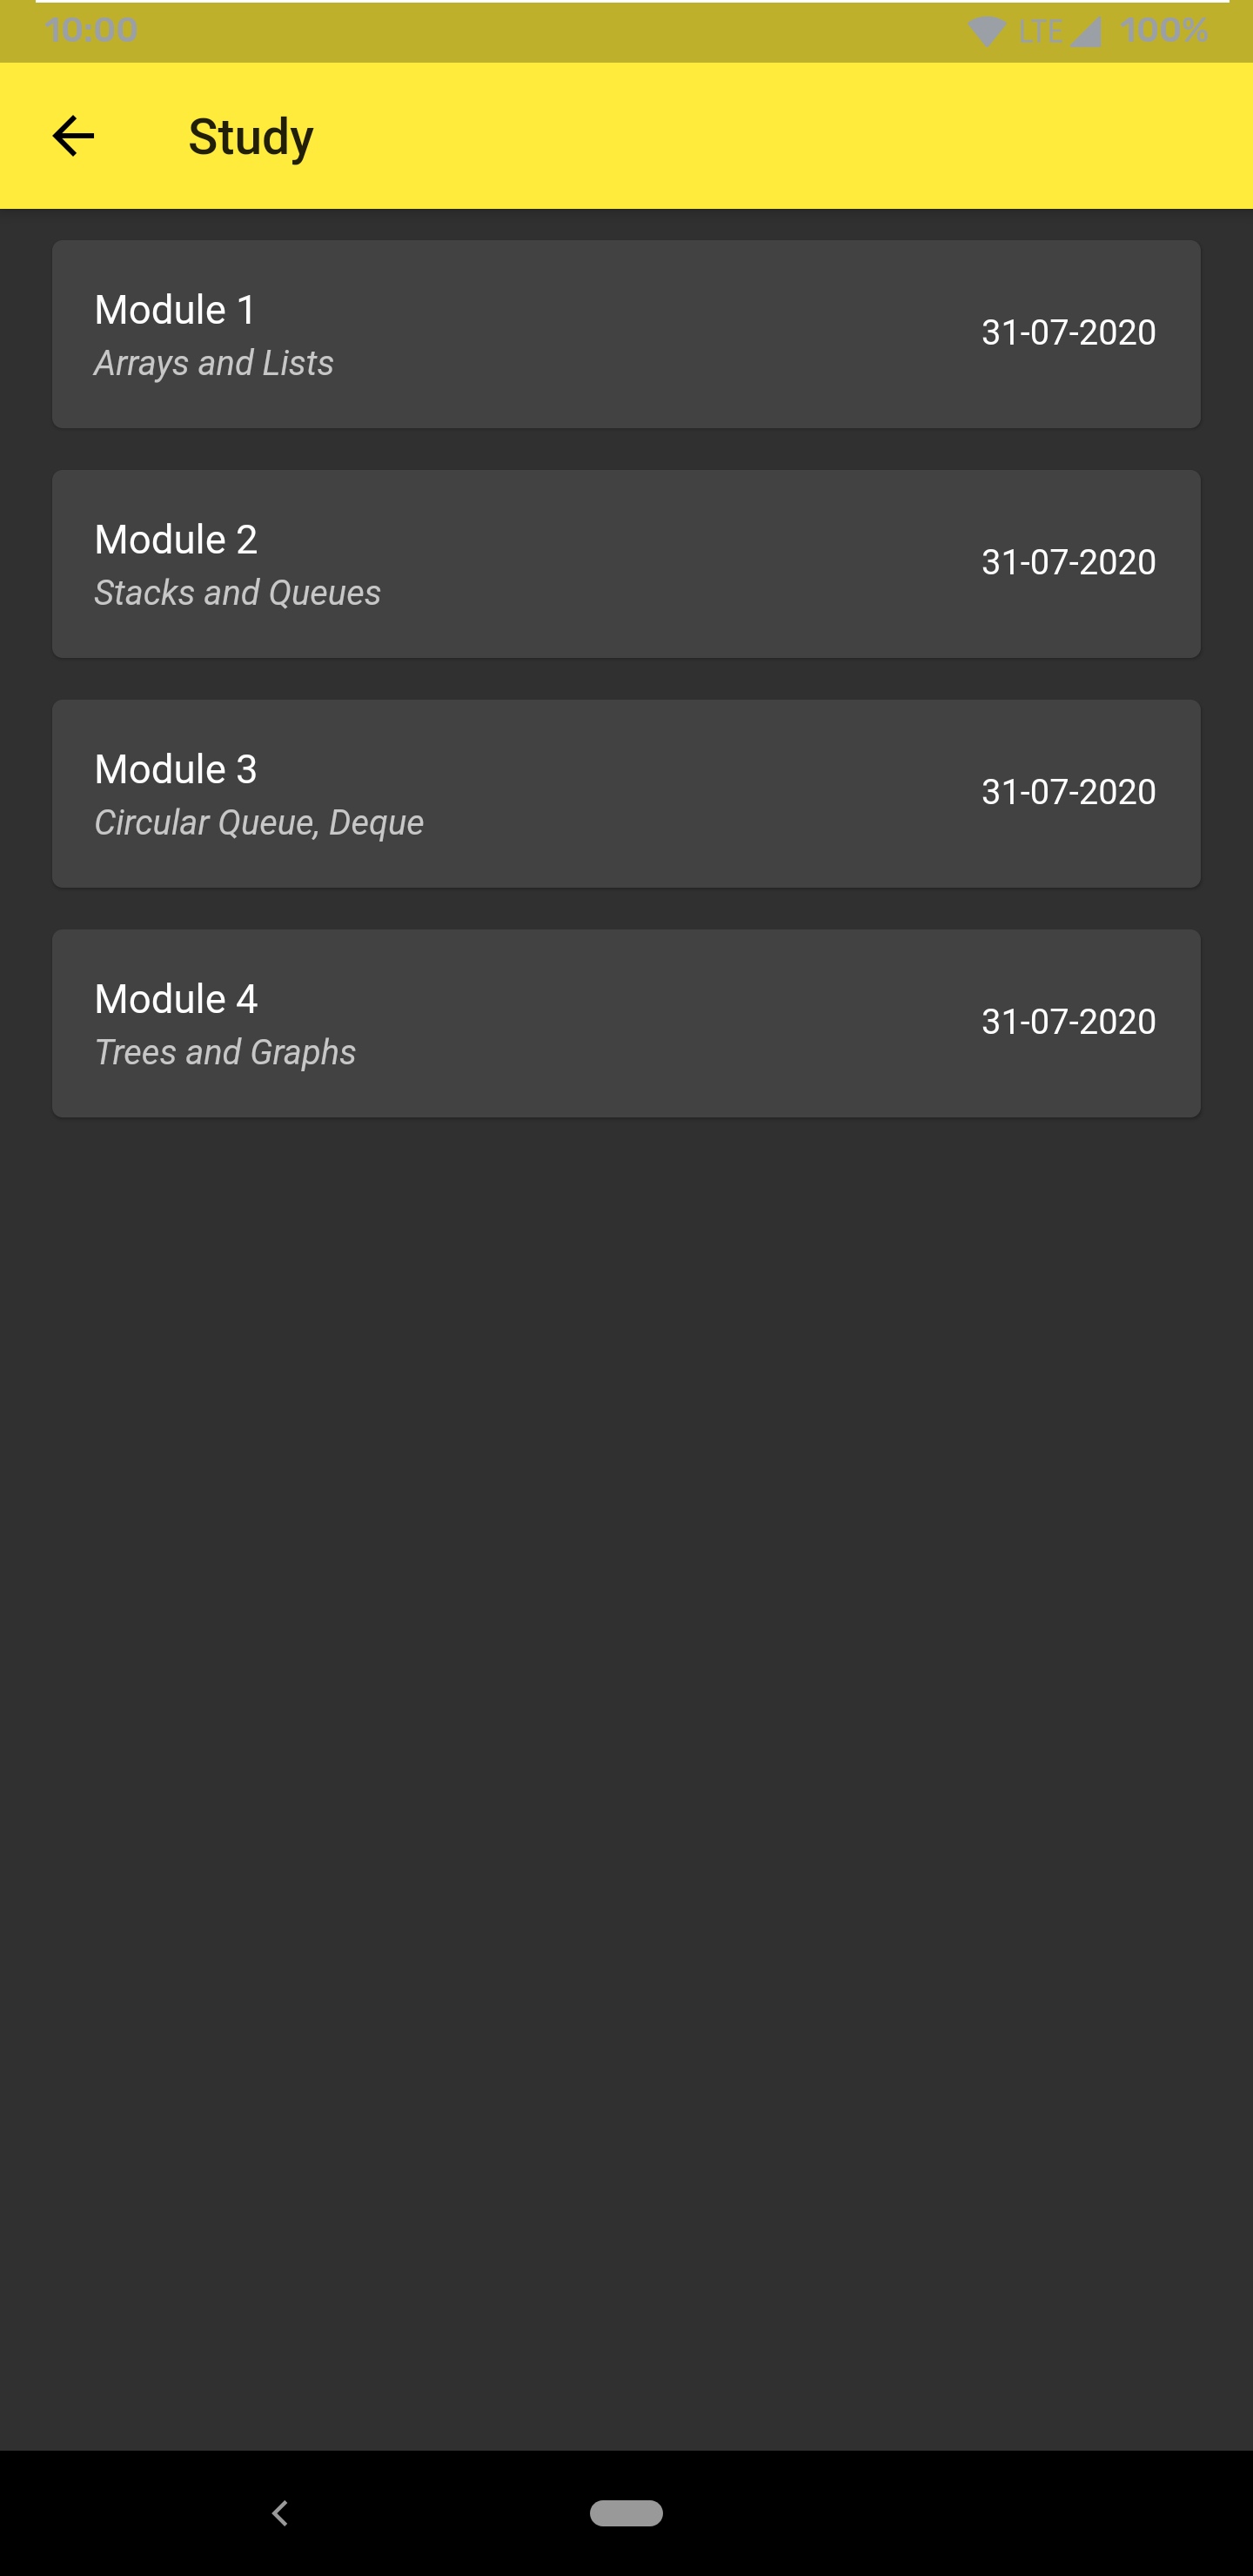 10:00 LTE 100%
Study
Module 1
Arrays and Lists
31-07-2020
Module 2
Stacks and Queues
31-07-2020
Module 3
Circular Queue, Deque
31-07-2020
Module 4
Trees and Graphs
31-07-2020